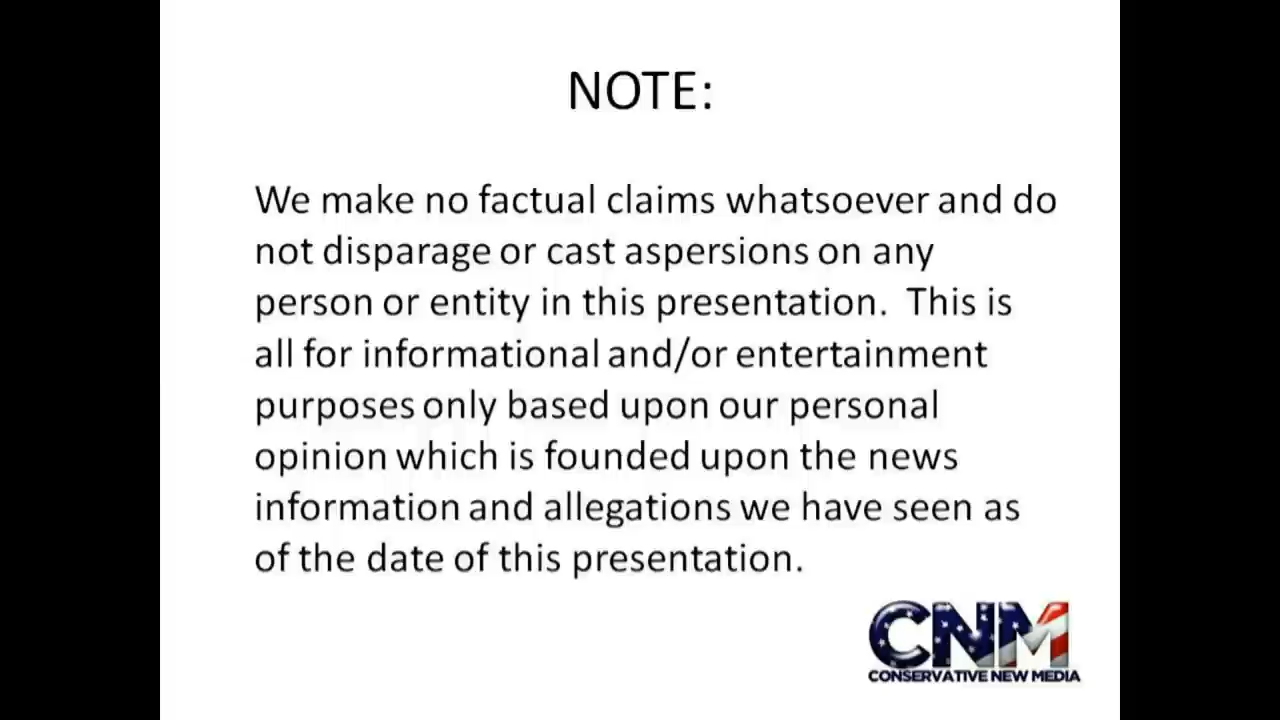 NOTE:
We make no factual claims whatsoever and do
not disparage or cast aspersions on any
person or entity in this presentation.  This is
all for informational and/or entertainment
purposes only based upon our personal
opinion which is founded upon the news
information and allegations we have seen as
of the date of this presentation.
CNM
CONSERVATIVE NEW MEDIA